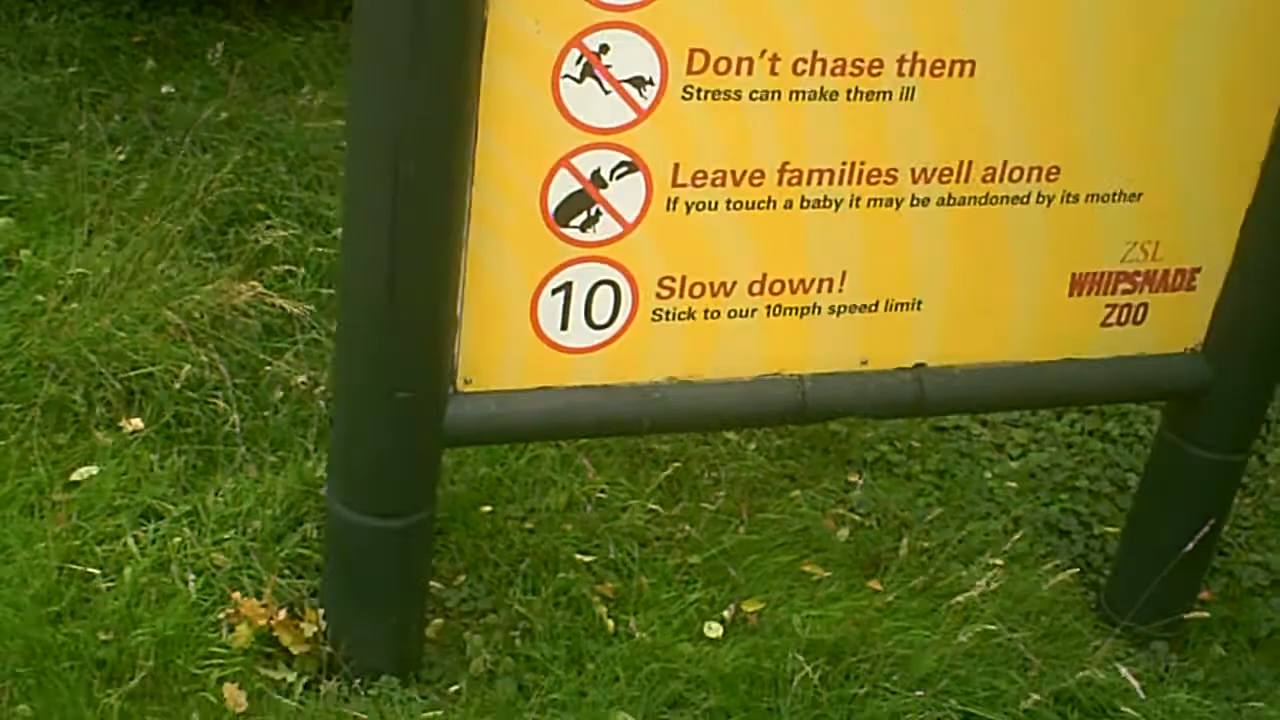 Don't chase them
Stress can make them ill
Leave families well alone
If you touch a baby it may be abandoned by its mother
10
Slow down!
Stick to our 10mph speed limit
ZSL
WHIPSNADE
ZOO